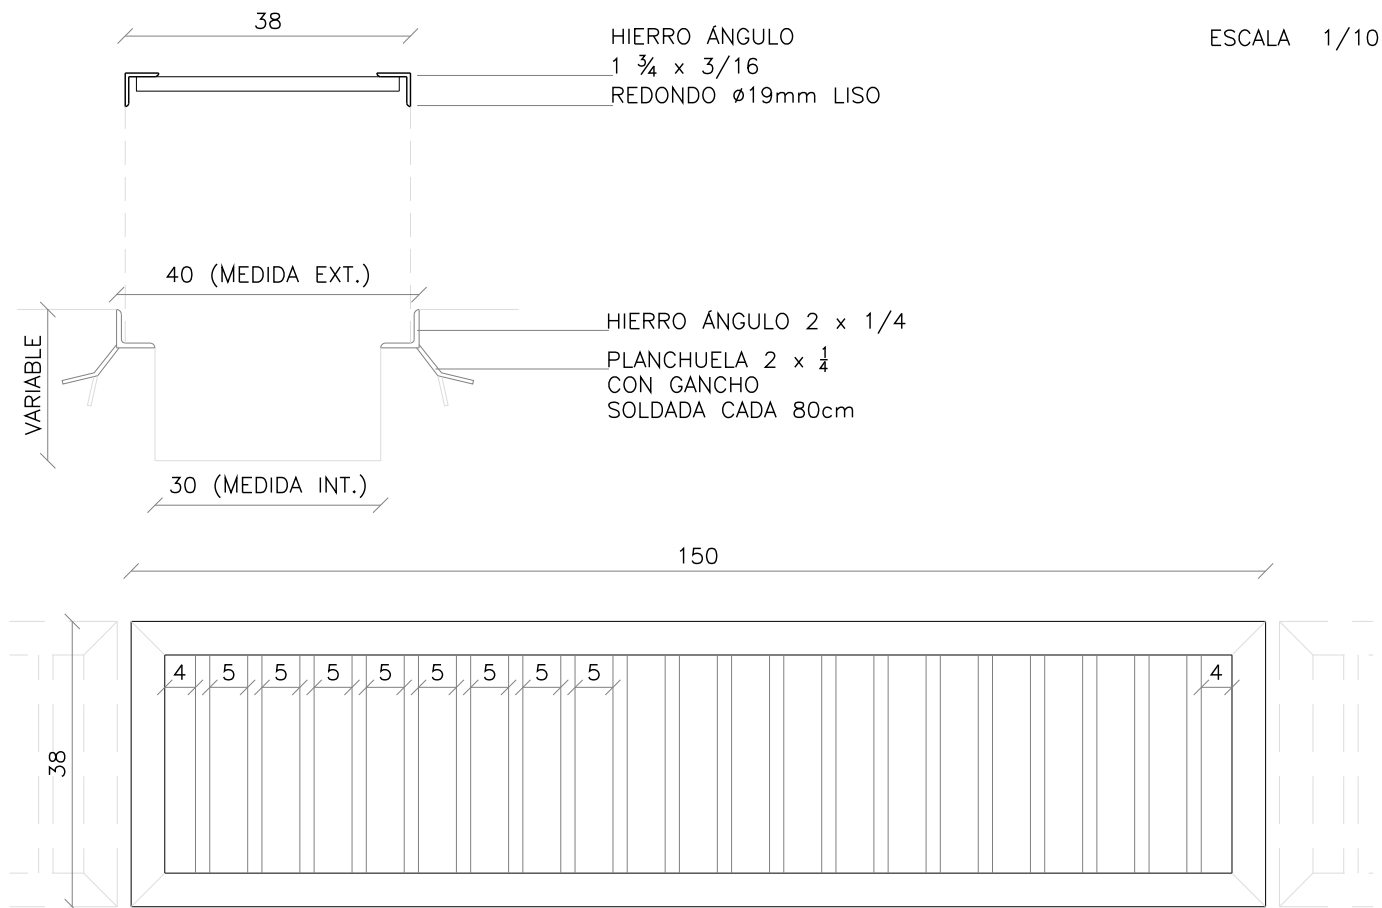 38
HIERRO ÁNGULO
1 ¾ x 3/16
REDONDO ø19mm LISO
ESCALA 1/10
40 (MEDIDA EXT.)
VARIABLE
HIERRO ÁNGULO 2 x 1/4
PLANCHUELA 2 x ¼
CON GANCHO
SOLDADA CADA 80cm
30 (MEDIDA INT.)
150
38
4 5 5 5 5 5 5 5 5 4